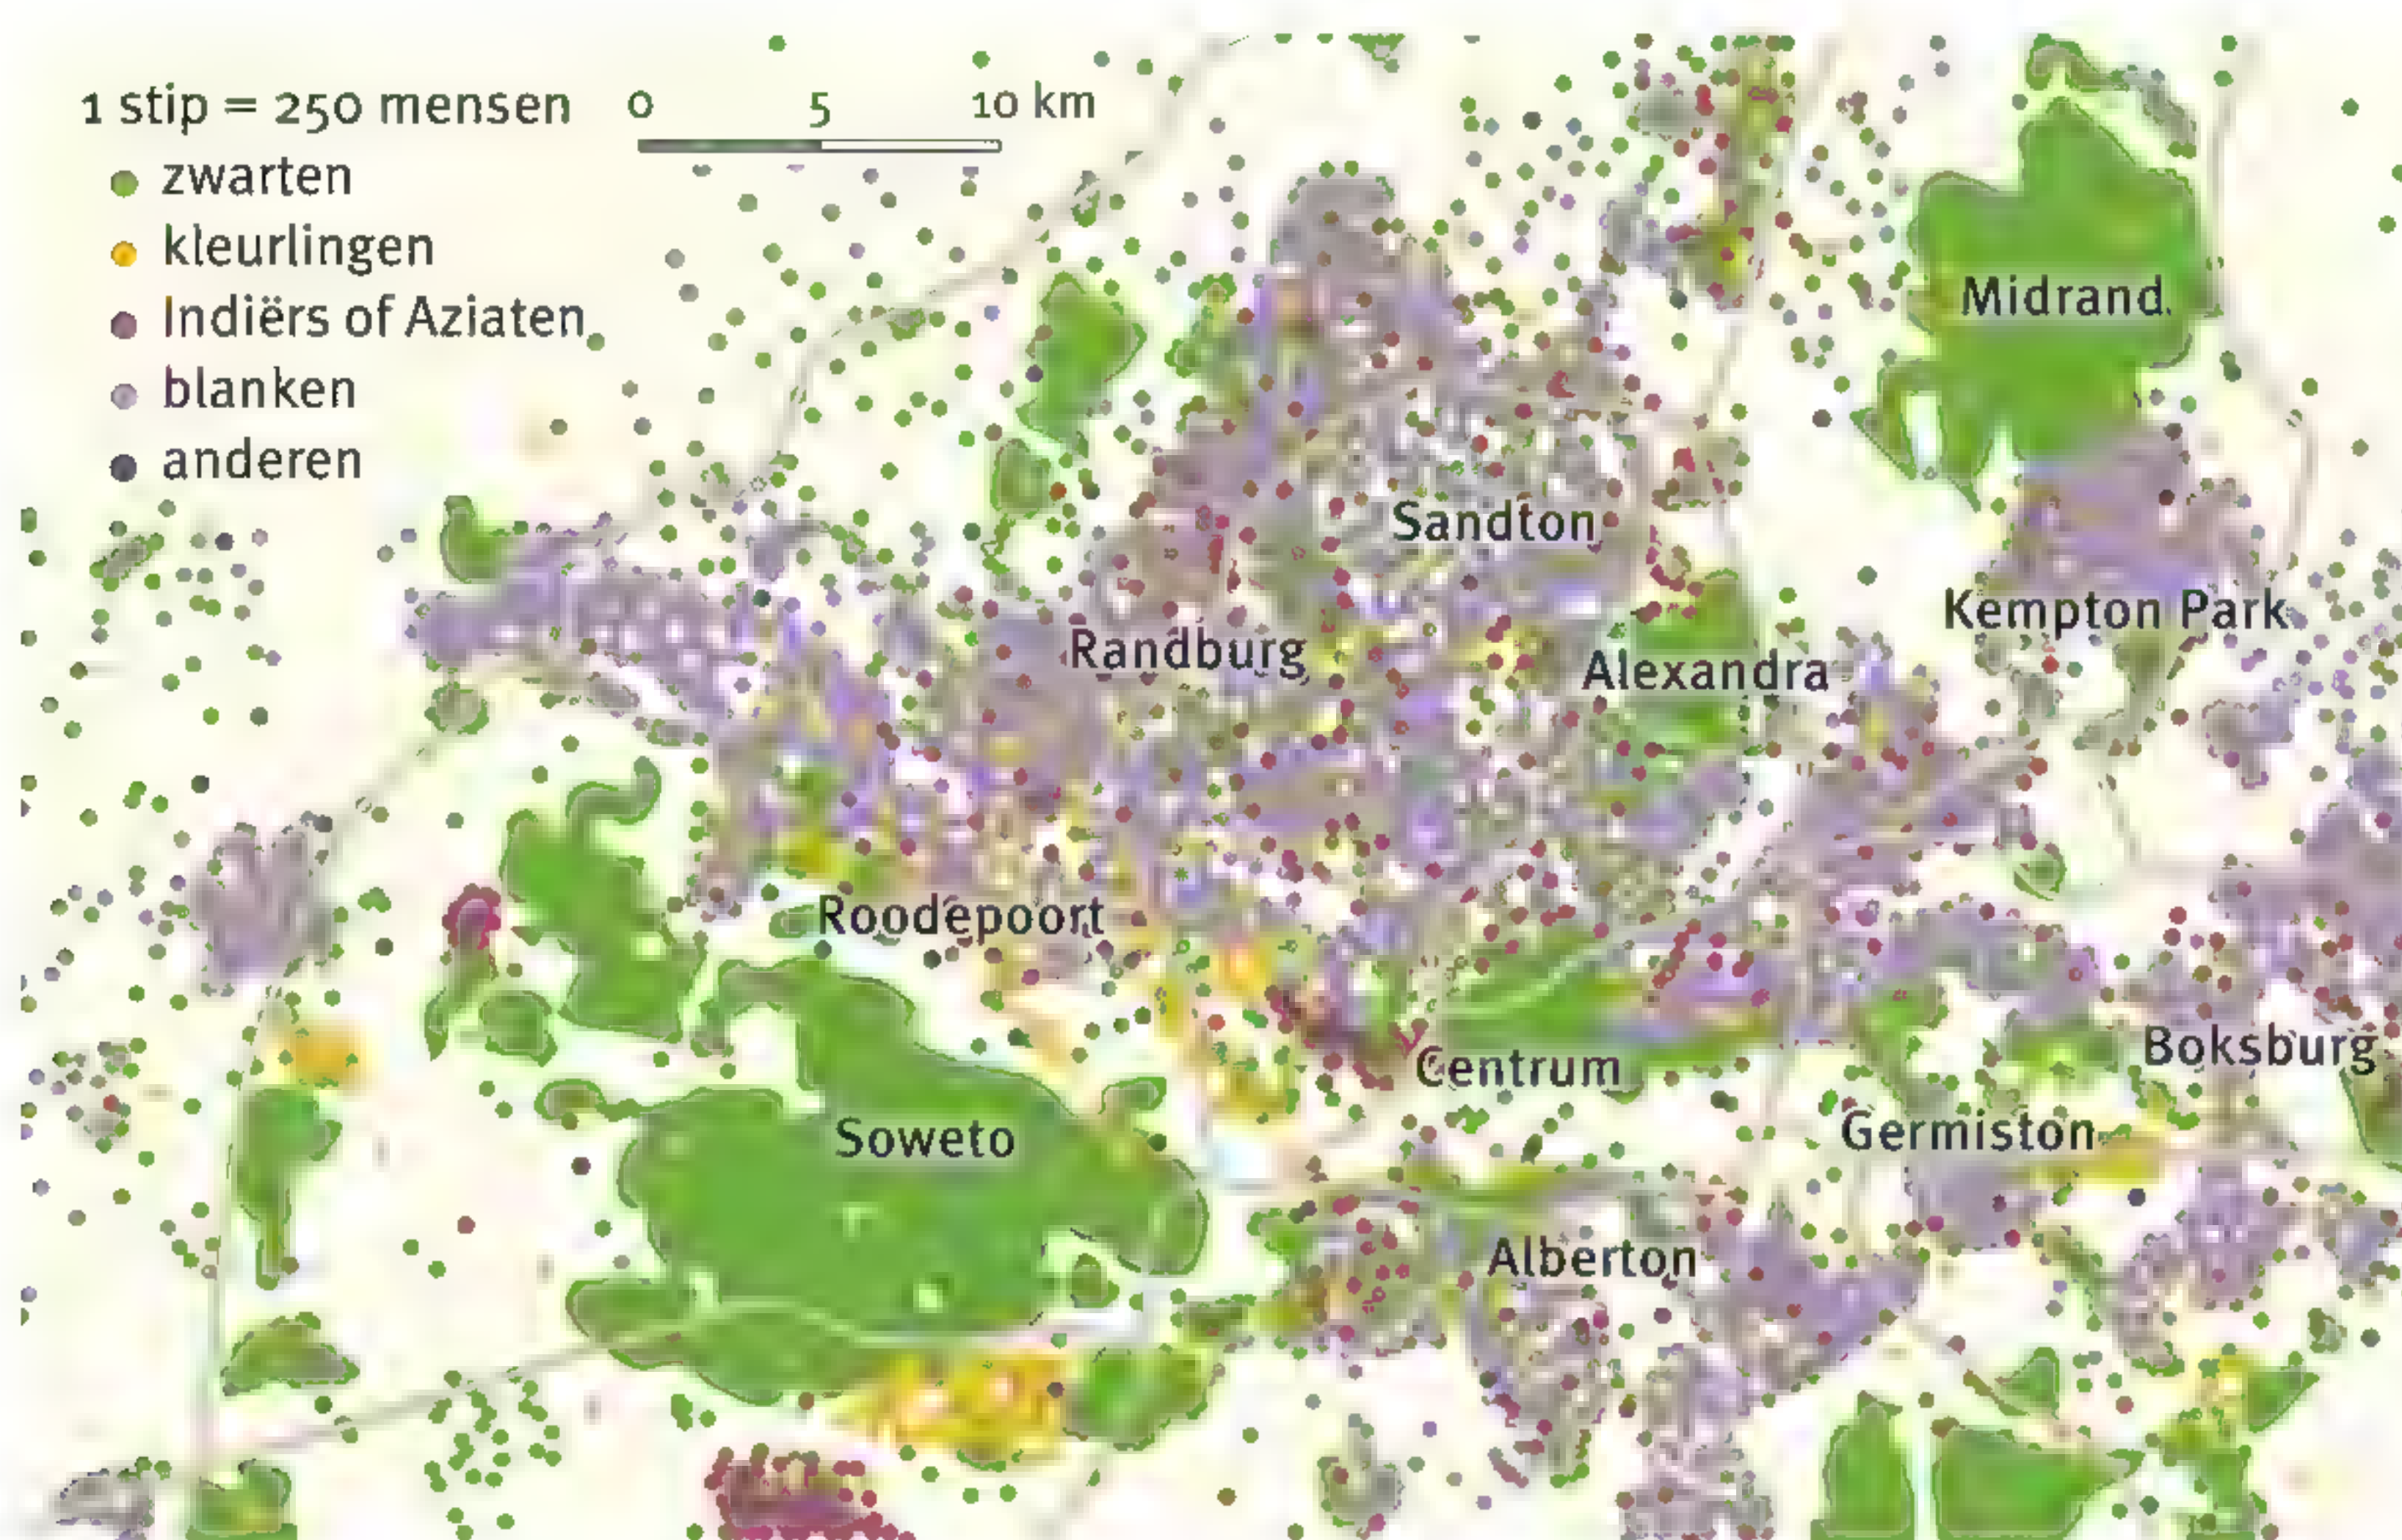 1 stip = 250 mensen
0 5 10 km
zwarten
kleurlingen
Indiërs of Aziaten
blanken
anderen
Midrand
Sandton
Kempton Park
Randburg
Alexandra
Roodepoort
Boksburg
Centrum
Germiston
Soweto
Alberton